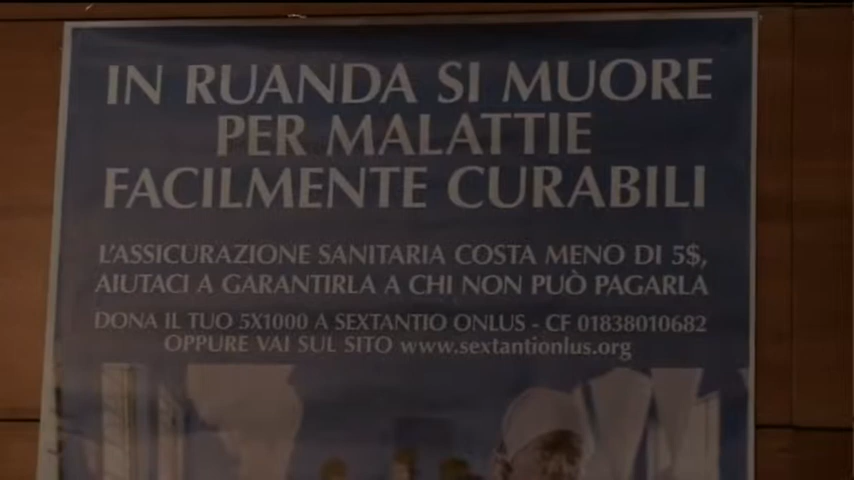 IN RUANDA SI MUORE
PER MALATTIE
FACILMENTE CURABILI
L'ASSICURAZIONE SANITARIA COSTA MENO DI 5$,
AIUTACI A GARANTIRLA A CHI NON PUÒ PAGARLA
DONA IL TUO 5X1000 A SEXTANTIO ONLUS - CF 01838010682
OPPURE VAI SUL SITO www.sextantionlus.org